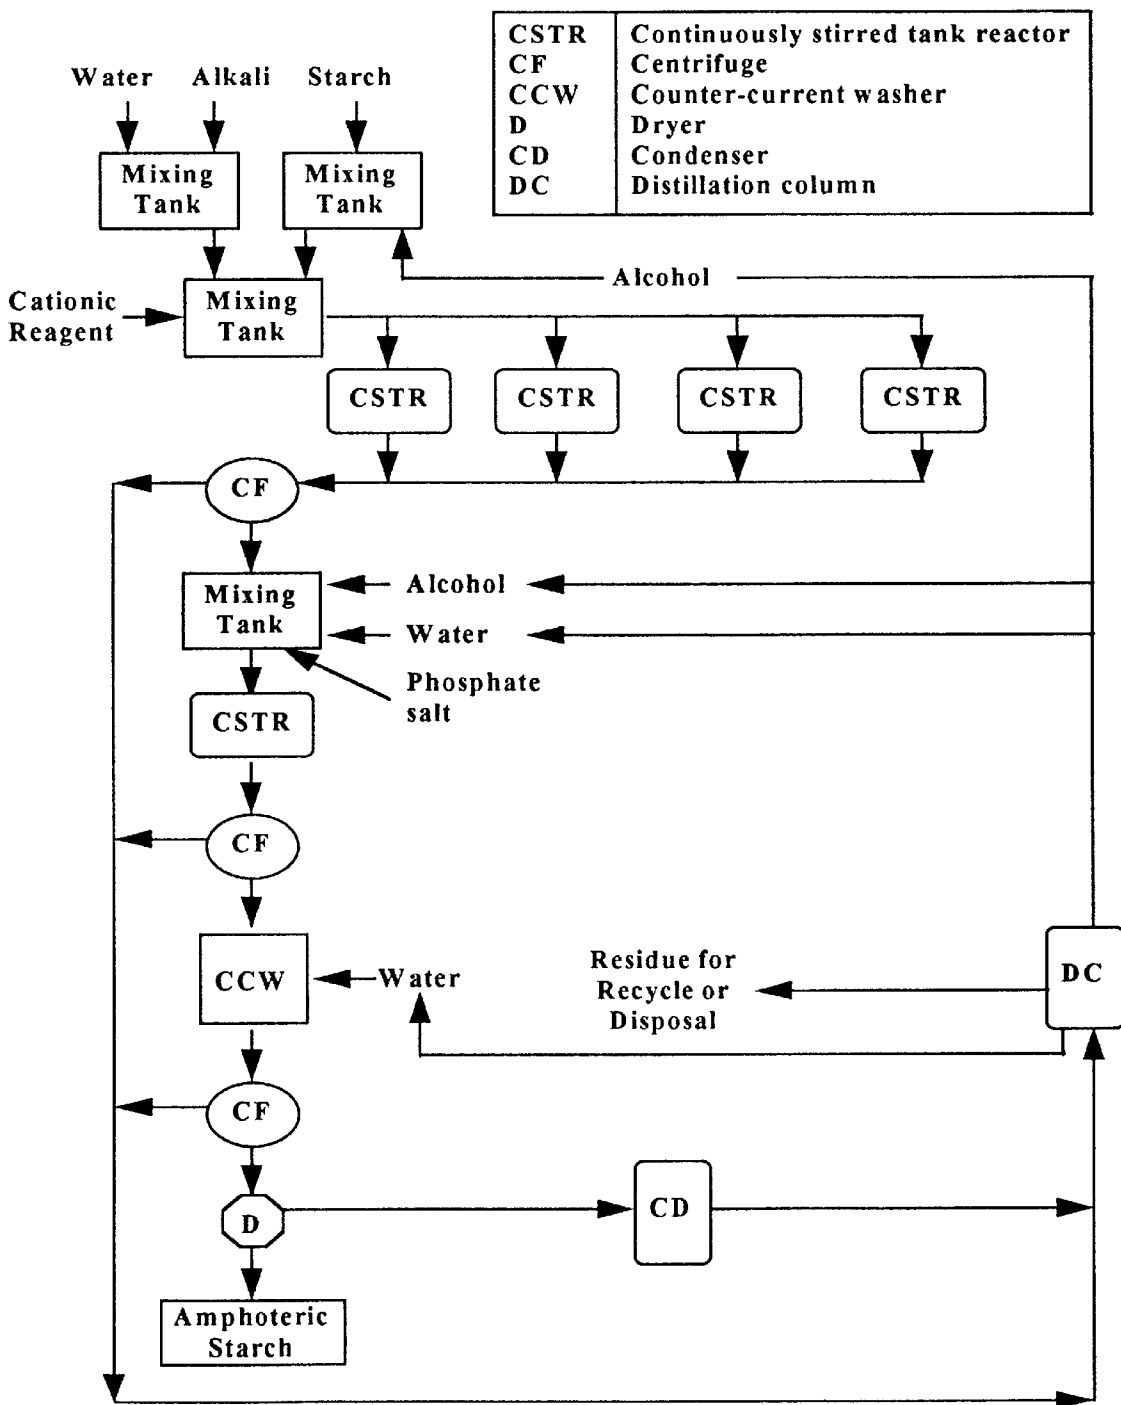 CSTR Continuously stirred tank reactor
CF Centrifuge
CCW Counter-current washer
D Dryer
CD Condenser
DC Distillation column
Water Alkali Starch
Mixing
Tank
Mixing
Tank
Alcohol
Cationic
Reagent
Mixing
Tank
CSTR CSTR CSTR CSTR
CF
Mixing
Tank
Alcohol
Water
Phosphate
salt
CSTR
CF
CCW
Water
Residue for
Recycle or
Disposal
DC
CF
D
CD
Amphoteric
Starch